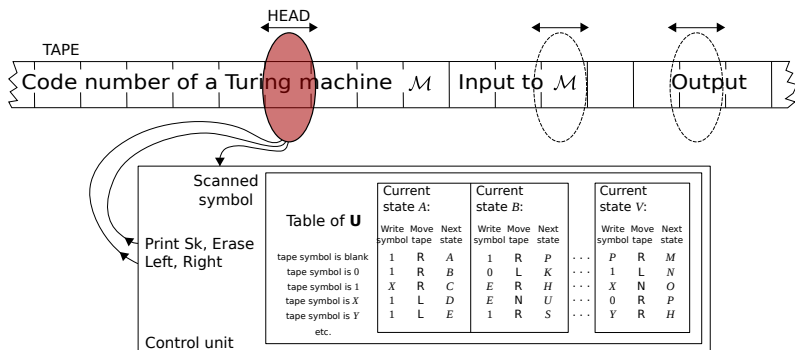 HEAD
TAPE
Code number of a Turing machine ℳ Input to ℳ Output
Scanned
symbol
Print Sk, Erase
Left, Right
Control unit
Table of U
Current
state A:
Current
state B:
Current
state V:
Write Move Next Write Move Next Write Move Next
symbol tape state symbol tape state symbol tape state
tape symbol is blank 1 R A 1 R P · · · P R M
tape symbol is 0 1 R B 0 L K · · · 1 L N
tape symbol is 1 X R C E R H · · · X N O
tape symbol is X 1 L D E N U · · · 0 R P
tape symbol is Y 1 L E 1 R S · · · Y R H
etc.